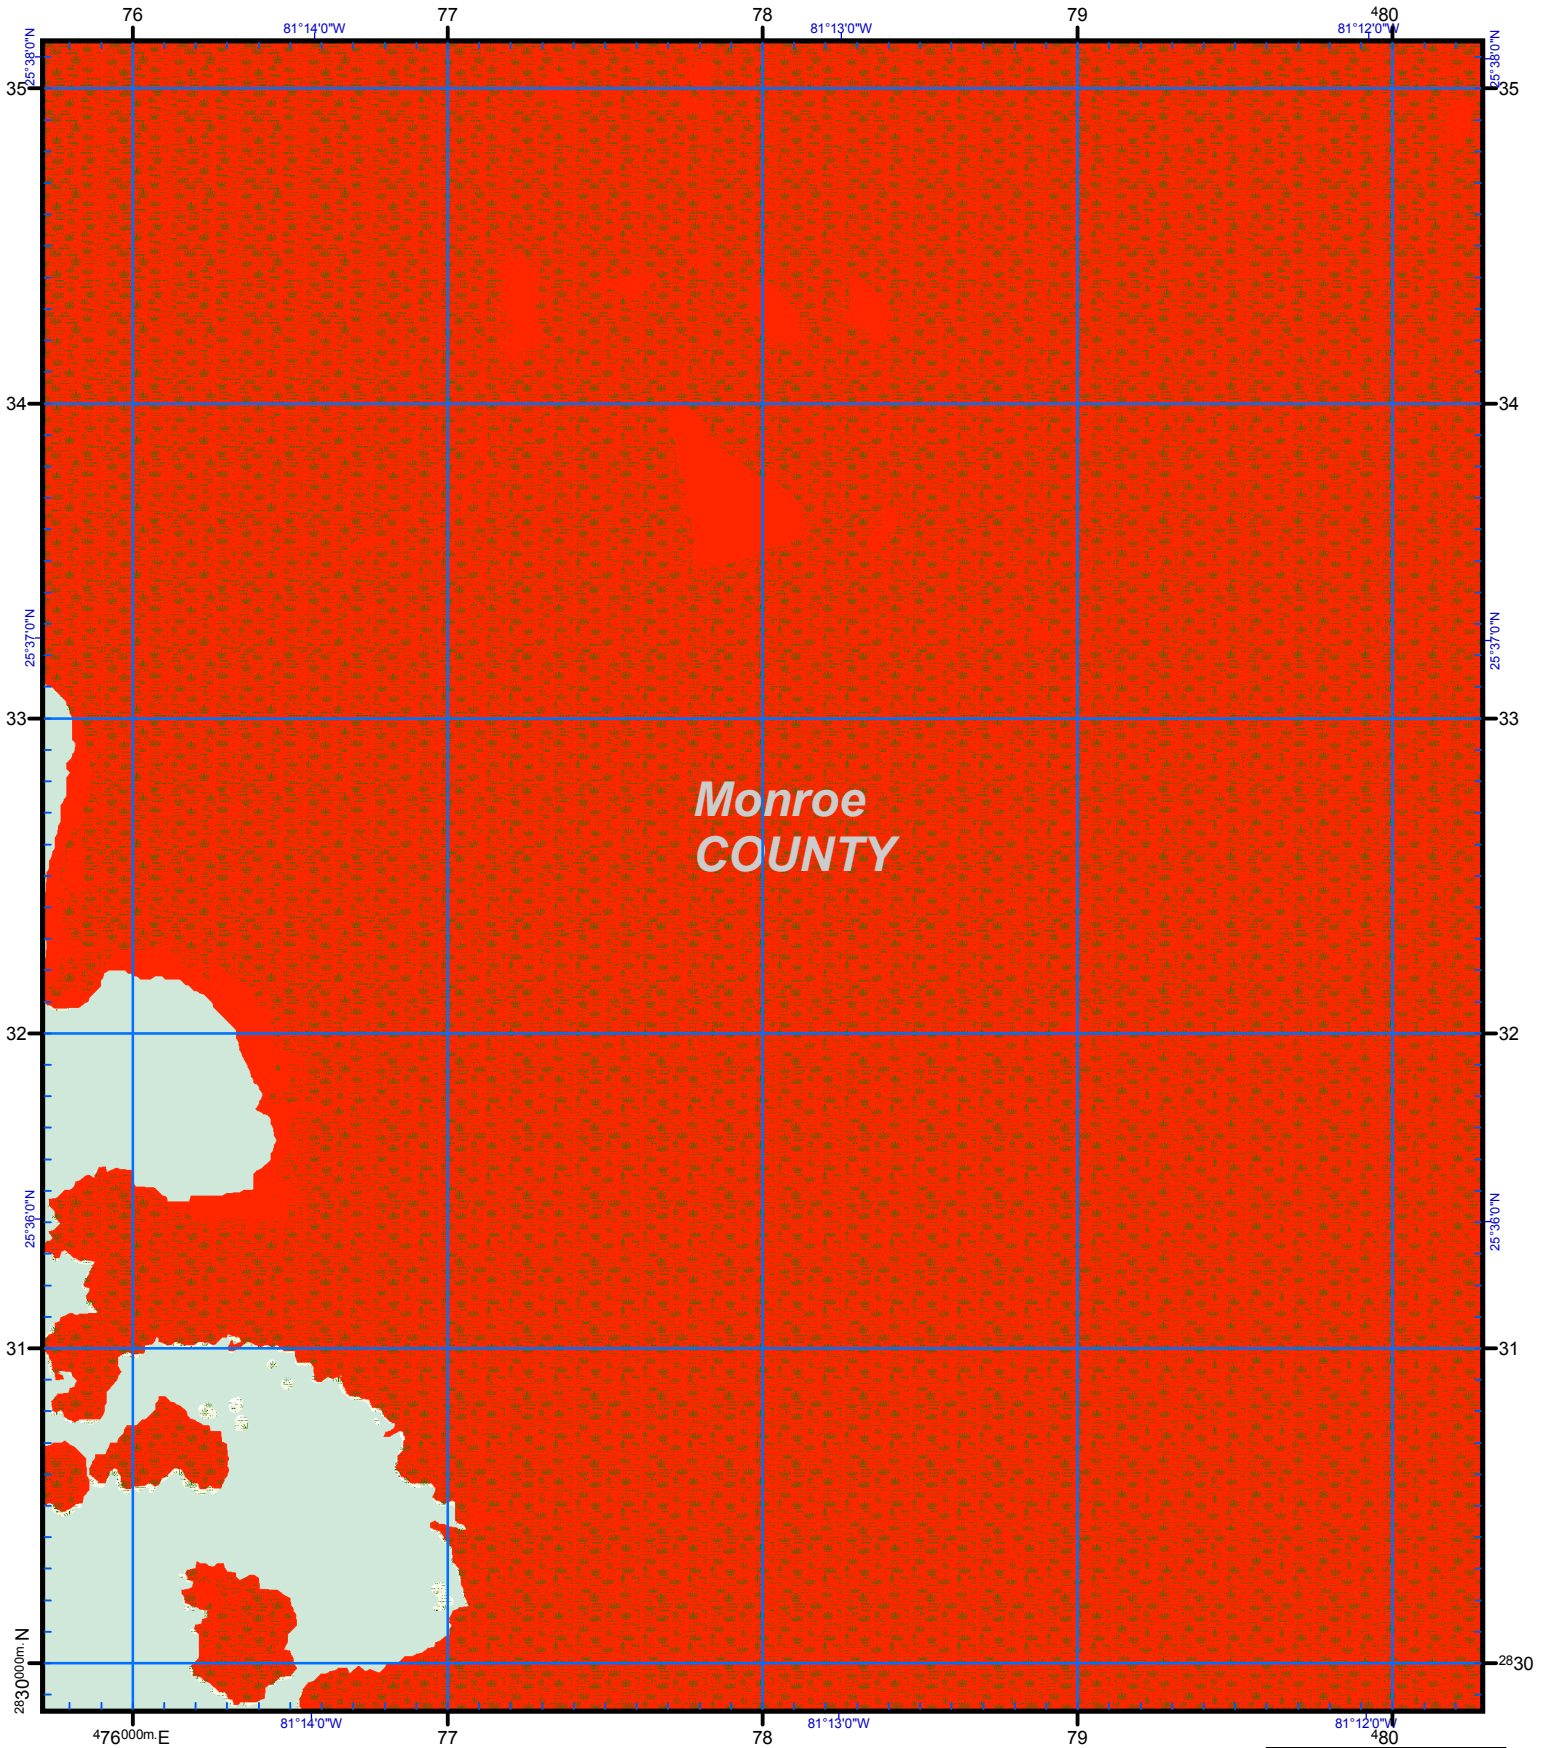 76 77 78 79 ⁴80
81°14'0"W 81°13'0"W 81°12'0"W
25°38'0"N 25°38'0"N
35 35
34 34
25°37'0"N 25°37'0"N
33 33
Monroe
COUNTY
32 32
25°36'0"N 25°36'0"N
31 31
²⁸30⁰⁰⁰ᵐ·N ²⁸30
81°14'0"W 81°13'0"W 81°12'0"W
⁴76⁰⁰⁰ᵐ·E 77 78 79 ⁴80